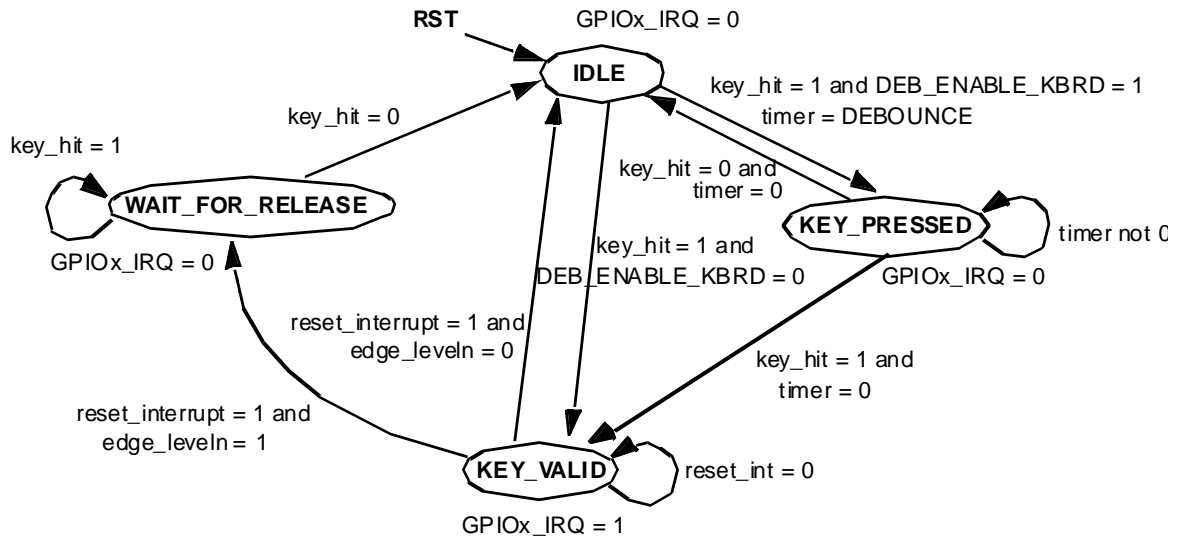 RST
GPIOx_IRQ = 0
IDLE
key_hit = 1 and DEB_ENABLE_KBRD = 1
timer = DEBOUNCE
key_hit = 0
key_hit = 1
key_hit = 0 and
timer = 0
WAIT_FOR_RELEASE
KEY_PRESSED
timer not 0
GPIOx_IRQ = 0
GPIOx_IRQ = 0
key_hit = 1 and
DEB_ENABLE_KBRD = 0
reset_interrupt = 1 and
edge_leveln = 0
key_hit = 1 and
timer = 0
reset_interrupt = 1 and
edge_leveln = 1
KEY_VALID
reset_int = 0
GPIOx_IRQ = 1